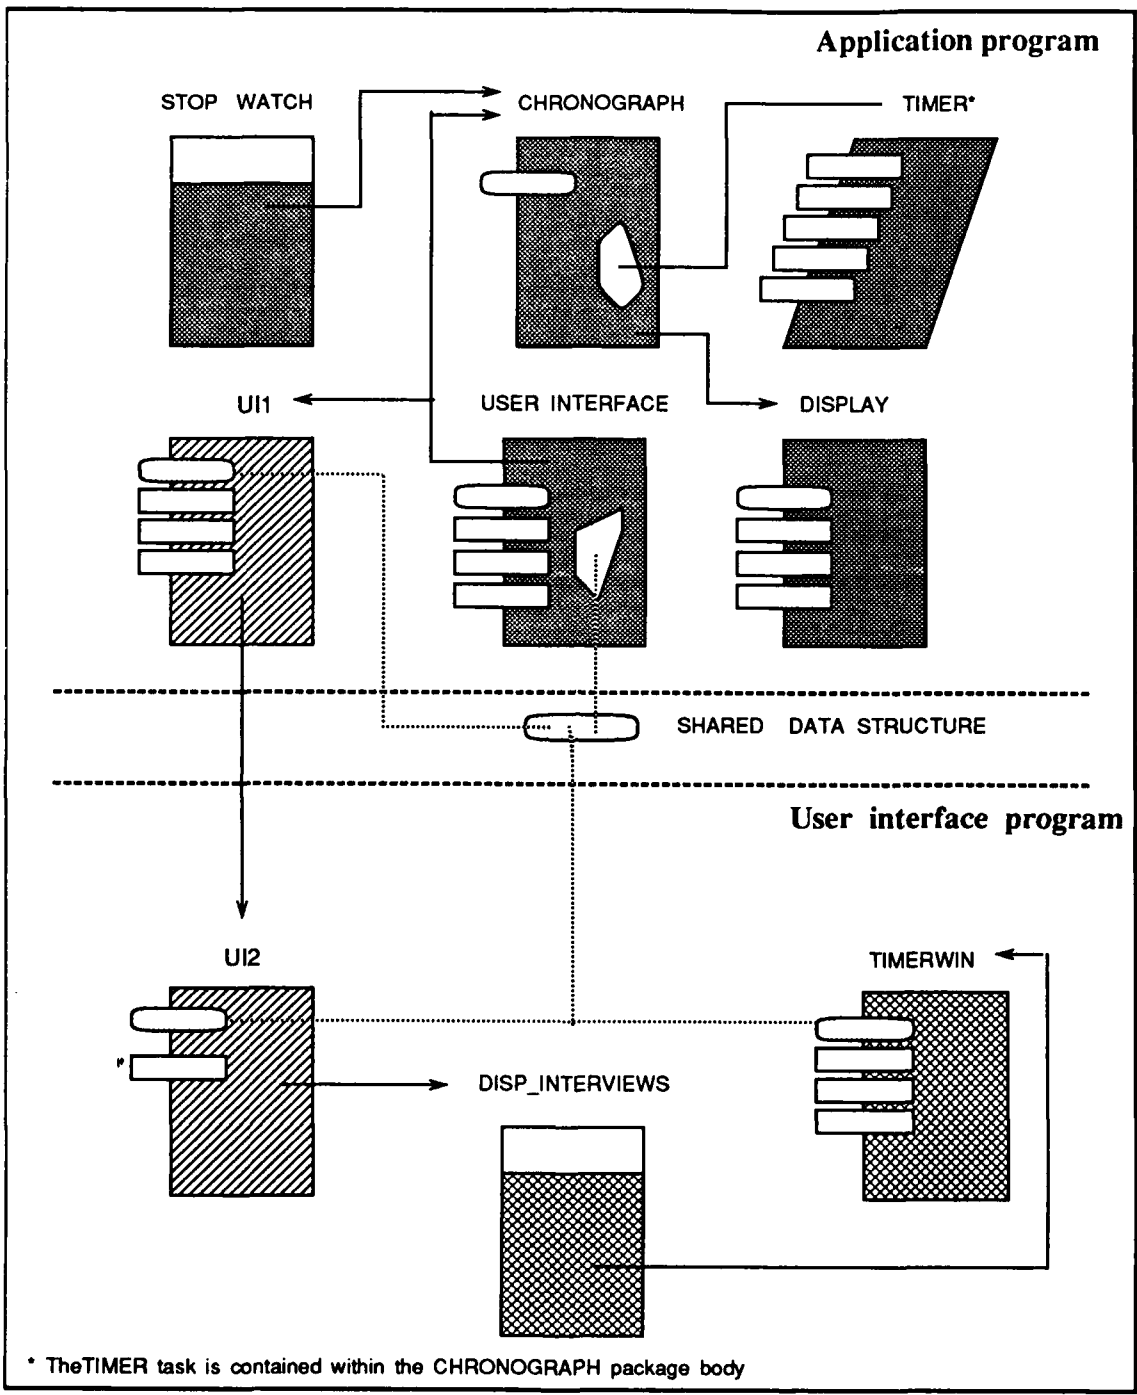 Application program
STOP WATCH
CHRONOGRAPH
TIMER*
UI1
USER INTERFACE
DISPLAY
SHARED DATA STRUCTURE
User interface program
UI2
TIMERWIN
DISP_INTERVIEWS
* TheTIMER task is contained within the CHRONOGRAPH package body